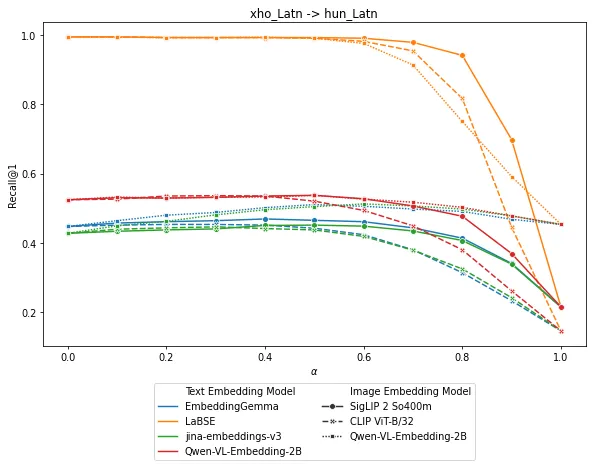 xho_Latn -> hun_Latn
Recall@1
1.0
0.8
0.6
0.4
0.2
0.0 0.2 0.4 0.6 0.8 1.0
α
Text Embedding Model Image Embedding Model
EmbeddingGemma SigLIP 2 So400m
LaBSE CLIP ViT-B/32
jina-embeddings-v3 Qwen-VL-Embedding-2B
Qwen-VL-Embedding-2B